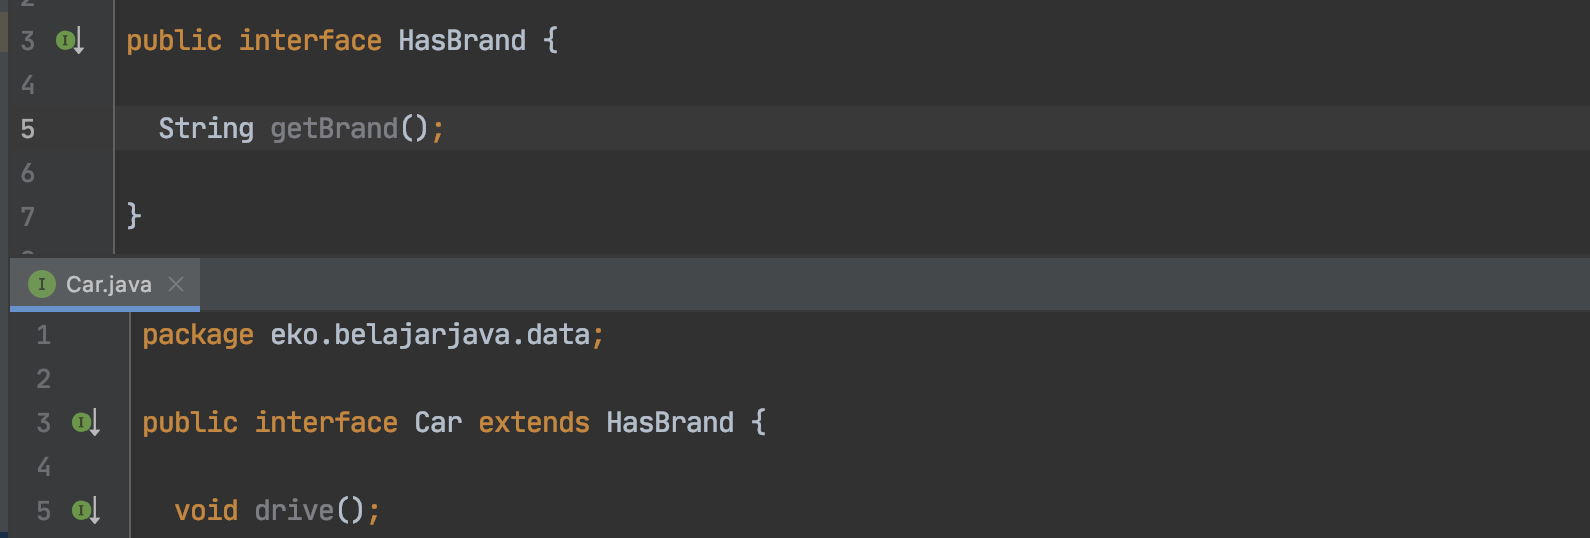 2
3 public interface HasBrand {
4
5 String getBrand();
6
7 }
Car.java
1 package eko.belajarjava.data;
2
3 public interface Car extends HasBrand {
4
5 void drive();